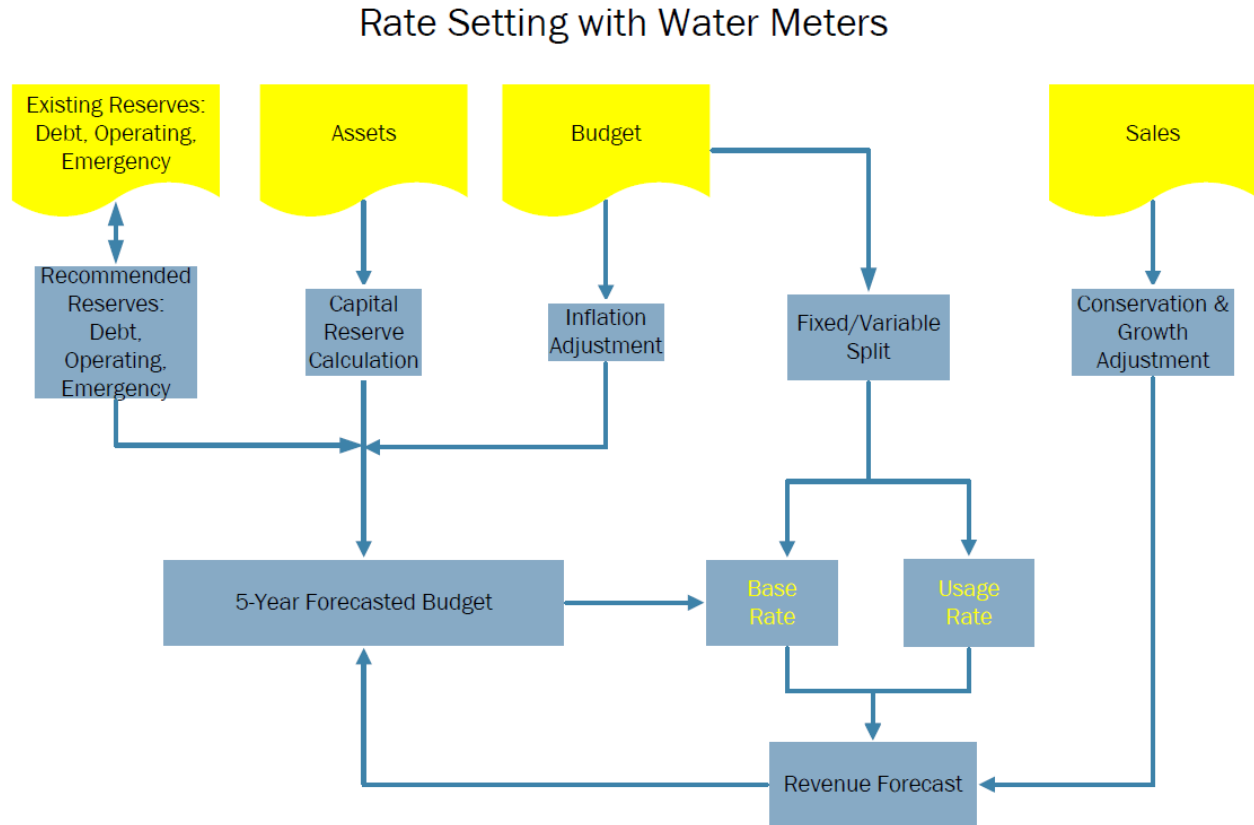 Rate Setting with Water Meters
Existing Reserves:
Debt, Operating,
Emergency
Assets
Budget
Sales
Recommended
Reserves:
Debt,
Operating,
Emergency
Capital
Reserve
Calculation
Inflation
Adjustment
Fixed/Variable
Split
Conservation &
Growth
Adjustment
5-Year Forecasted Budget
Base
Rate
Usage
Rate
Revenue Forecast